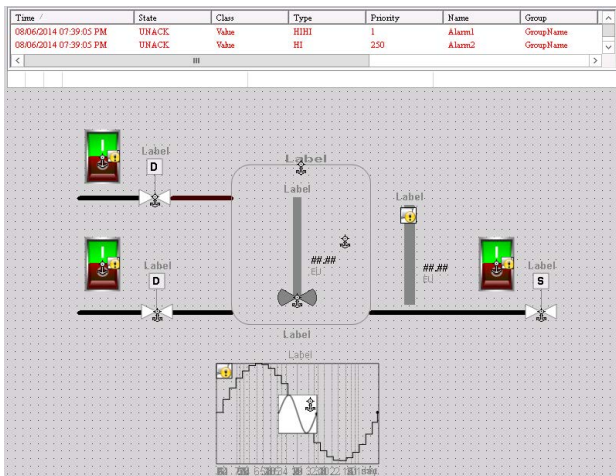 Time / State Class Type Priority Name Group
08/06/2014 07:39:05 PM UNACK Value HIHI 1 Alarm1 GroupName
08/06/2014 07:39:05 PM UNACK Value HI 250 Alarm2 GroupName
Label
Label
D
Label
Label
##.##
EU
##.##
EU
Label
D
Label
S
Label
Label